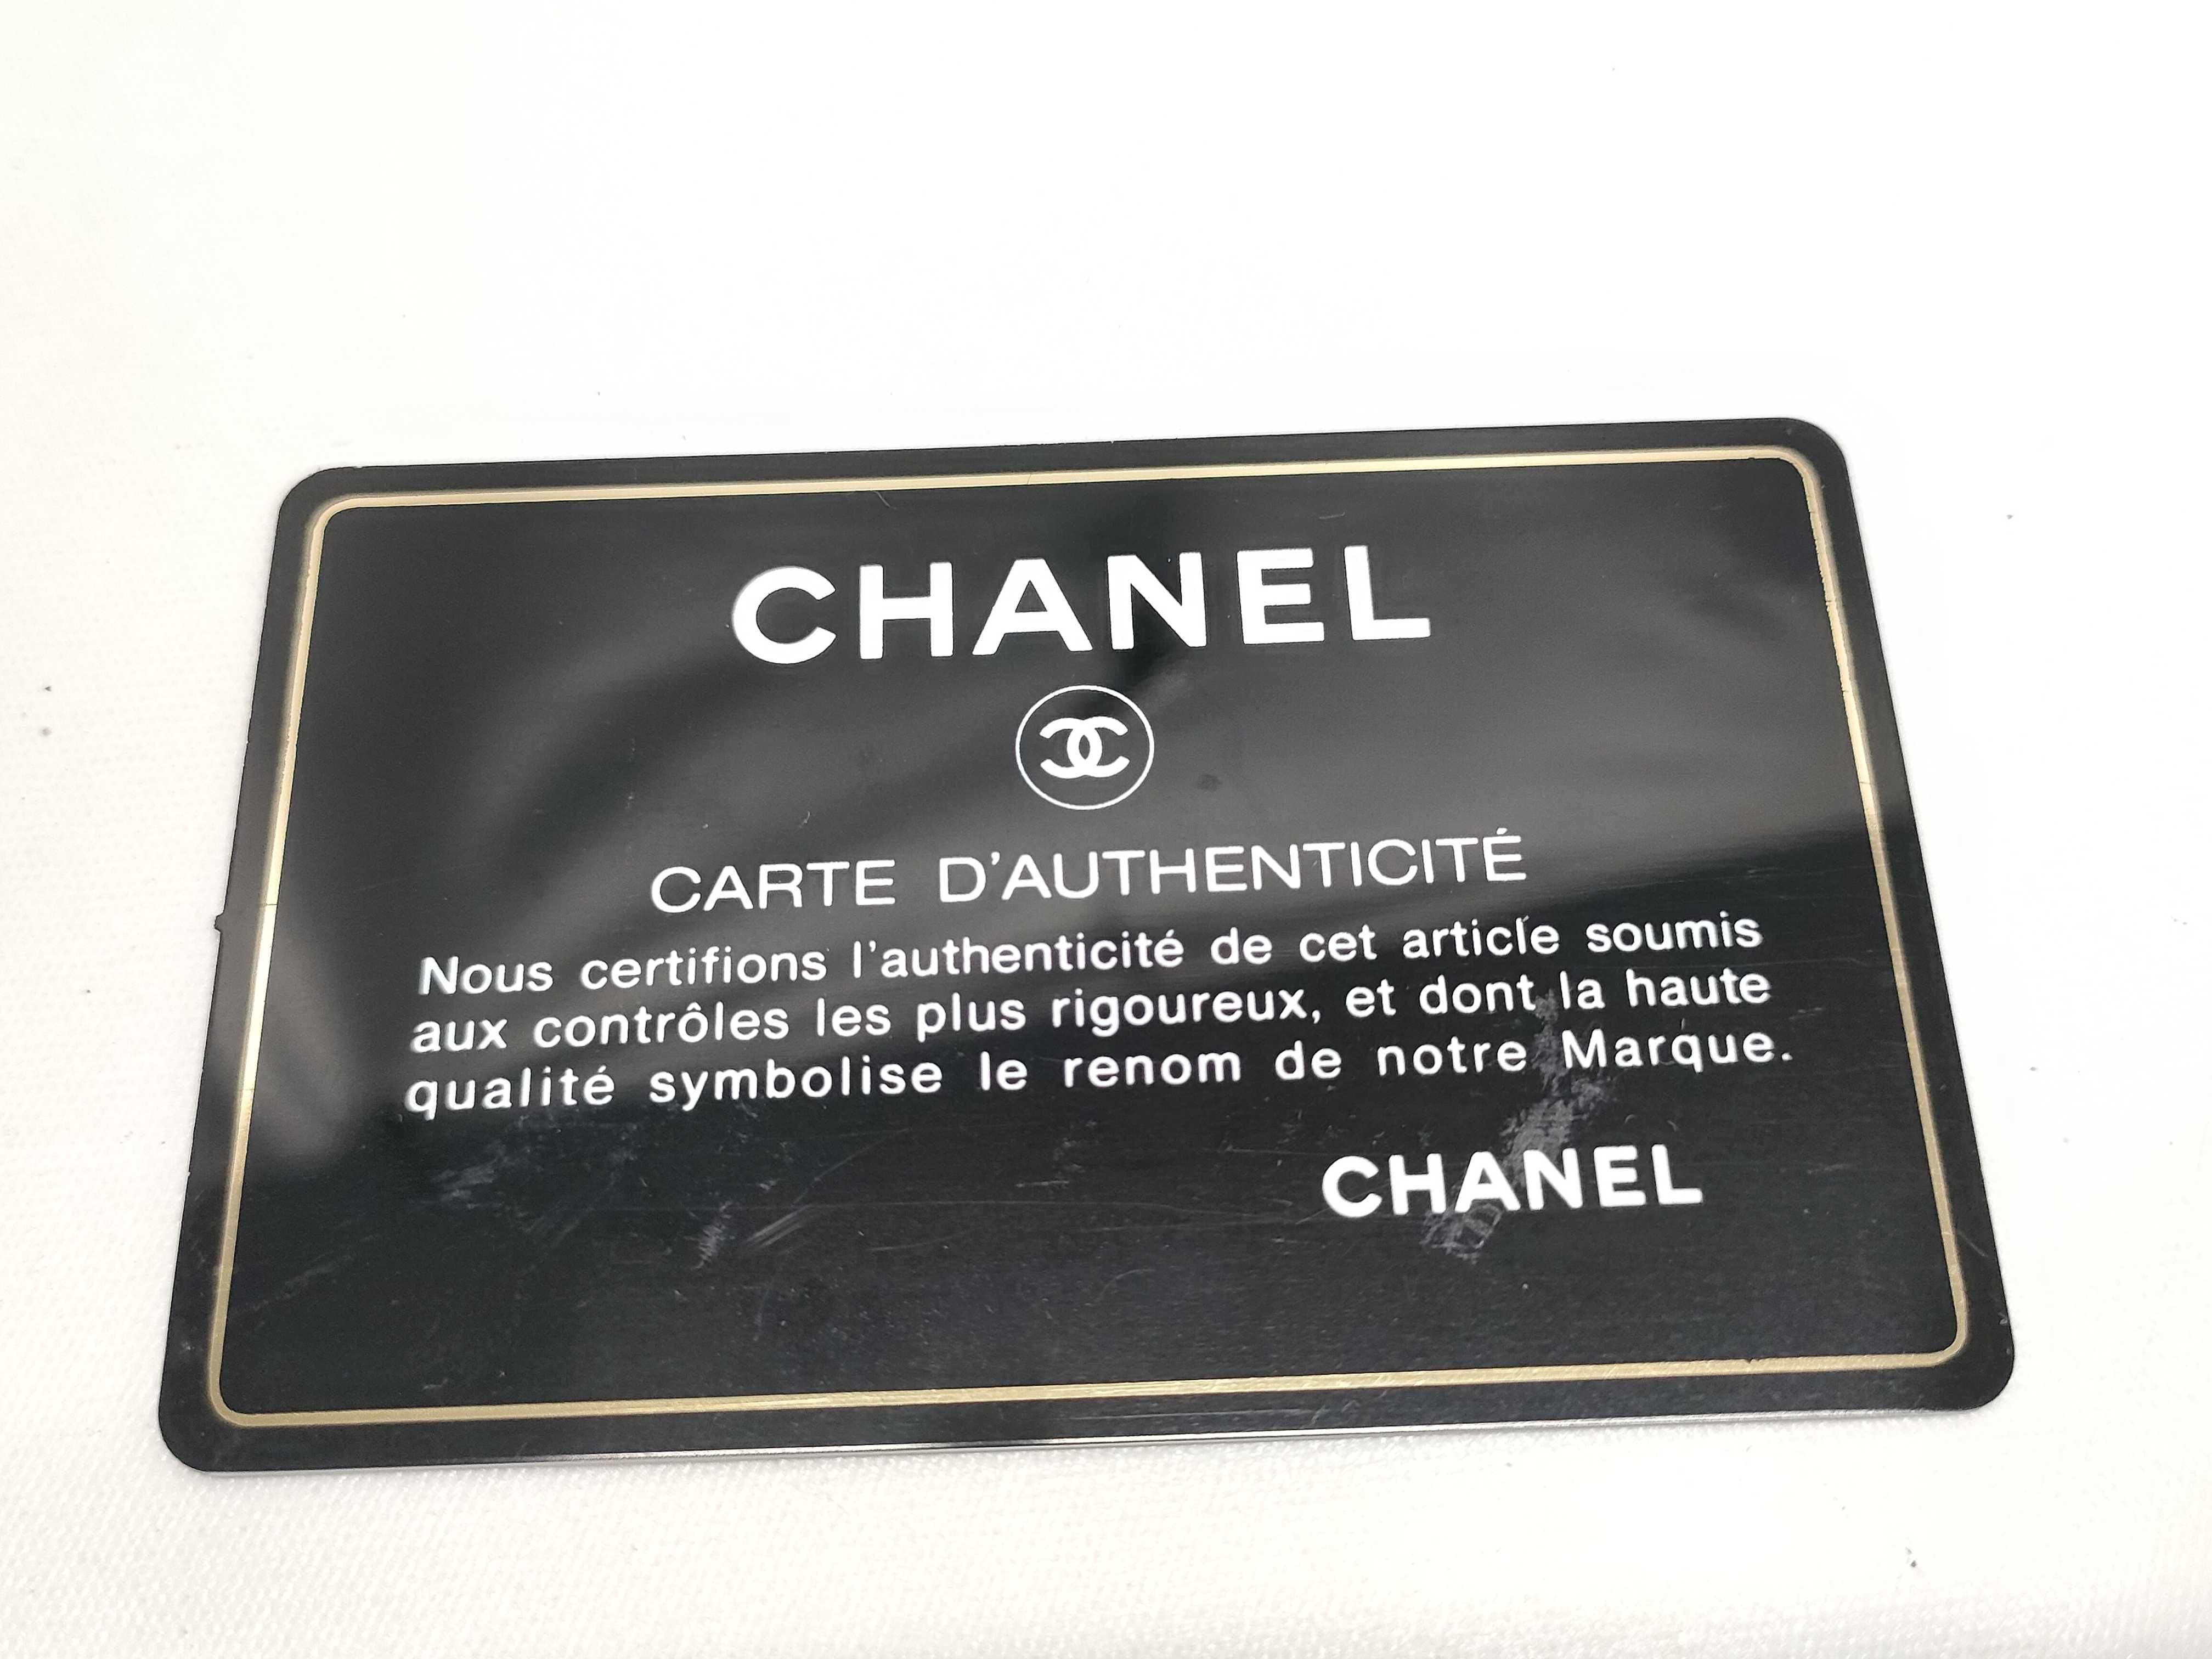 CHANEL
CARTE D'AUTHENTICITÉ
Nous certifions l'authenticité de cet article soumis
aux contrôles les plus rigoureux, et dont la haute
qualité symbolise le renom de notre Marque.
CHANEL